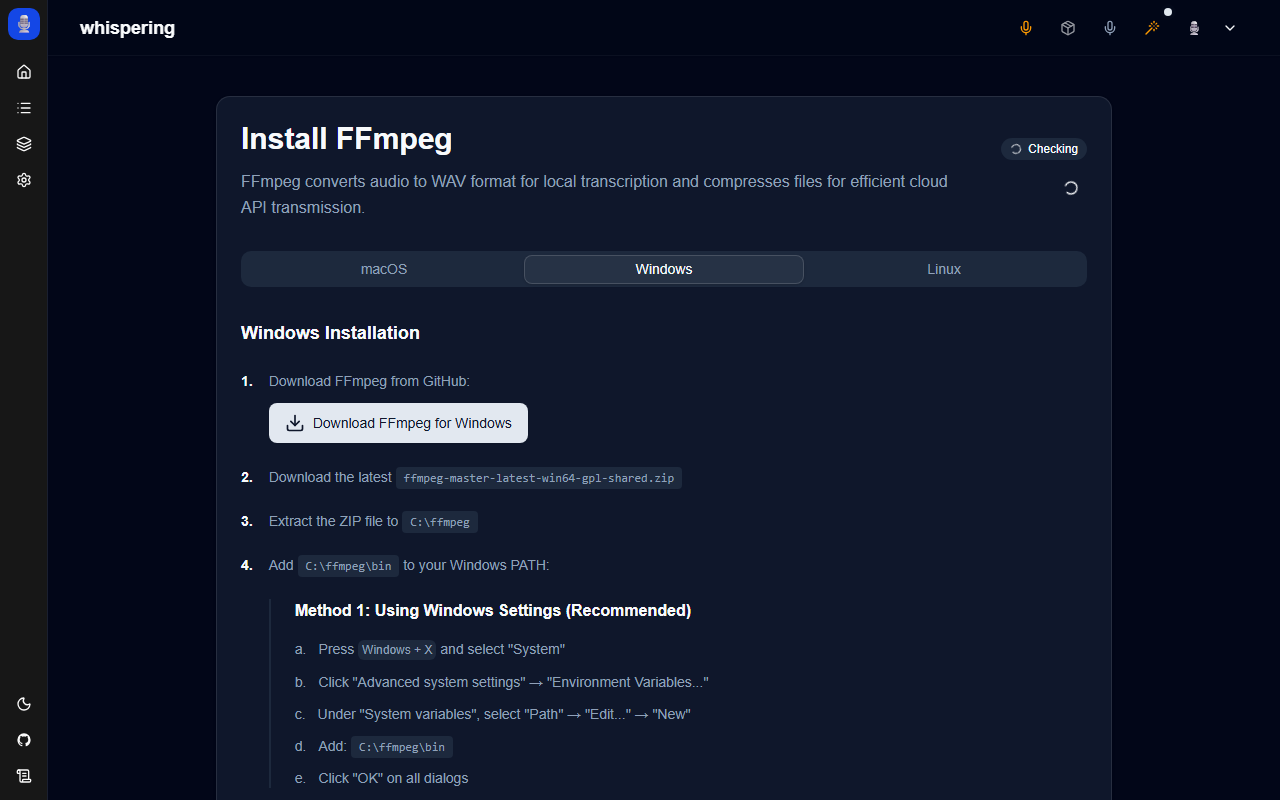 whispering
Install FFmpeg
Checking
FFmpeg converts audio to WAV format for local transcription and compresses files for efficient cloud
API transmission.
macOS
Windows
Linux
Windows Installation
1. Download FFmpeg from GitHub:
Download FFmpeg for Windows
2. Download the latest ffmpeg-master-latest-win64-gpl-shared.zip
3. Extract the ZIP file to C:\ffmpeg
4. Add C:\ffmpeg\bin to your Windows PATH:
Method 1: Using Windows Settings (Recommended)
a. Press Windows + X and select "System"
b. Click "Advanced system settings" → "Environment Variables..."
c. Under "System variables", select "Path" → "Edit..." → "New"
d. Add: C:\ffmpeg\bin
e. Click "OK" on all dialogs